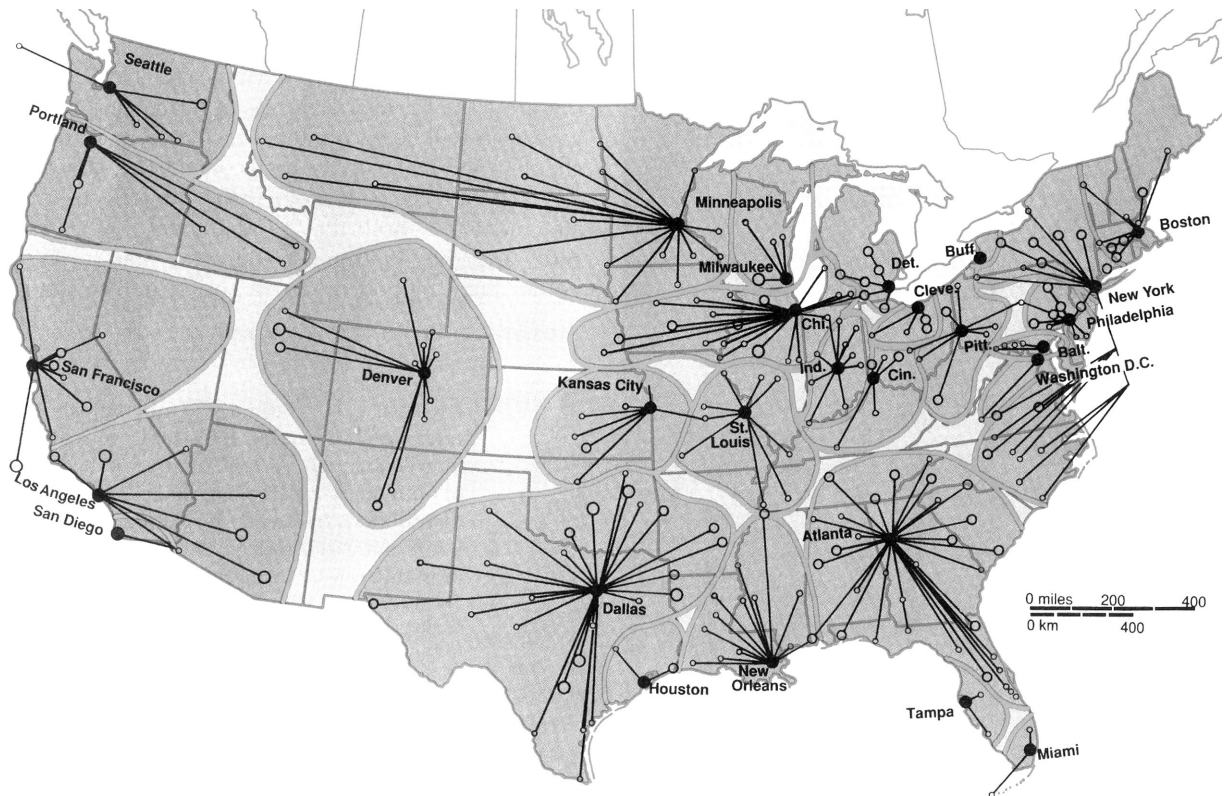 Seattle
Portland
Minneapolis
Boston
Buff.
Milwaukee
Det.
Cleve.
New York
Chi.
Philadelphia
Pitt.
Balt.
San Francisco
Denver
Ind.
Cin.
Washington D.C.
Kansas City
St.
Louis
Los Angeles
San Diego
Atlanta
0 miles 200 400
Dallas
0 km 400
New
Orleans
Houston
Tampa
Miami